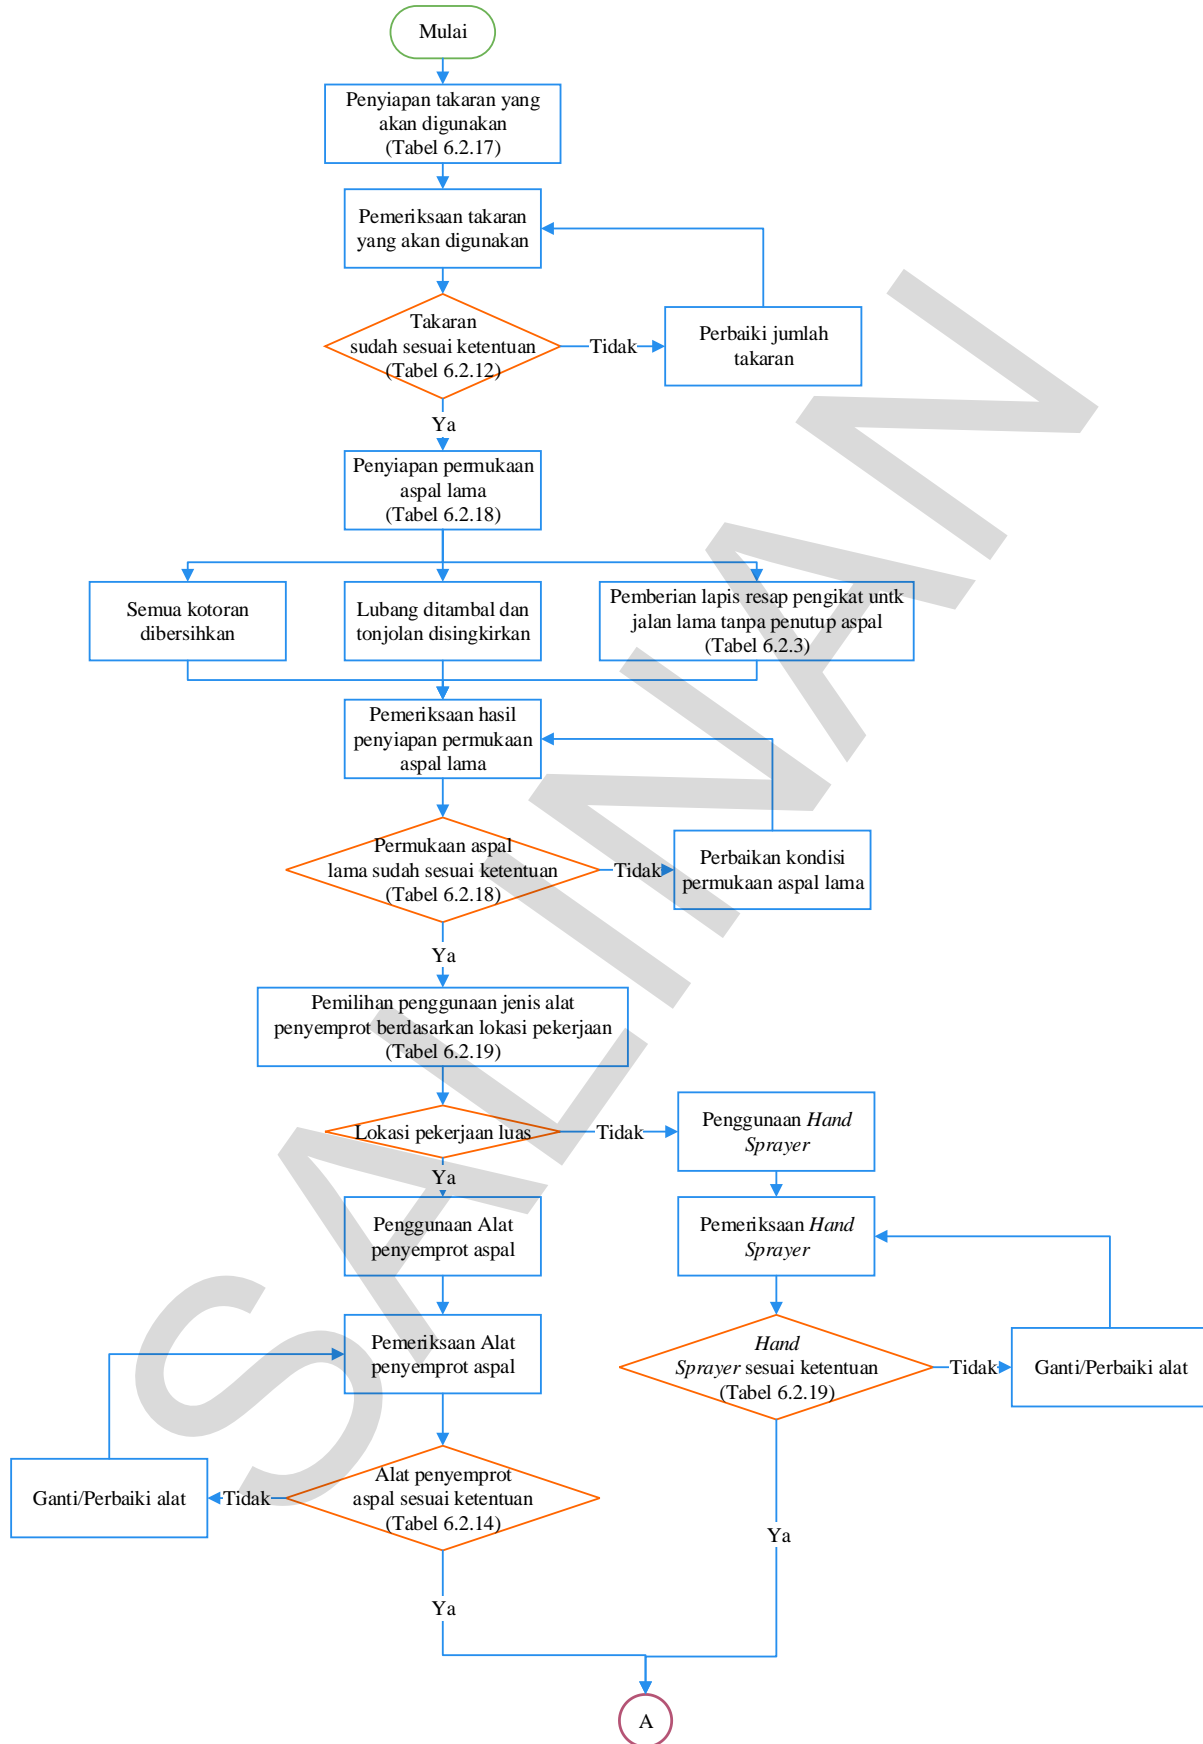 Mulai
Penyiapan takaran yang
akan digunakan
(Tabel 6.2.17)
Pemeriksaan takaran
yang akan digunakan
Takaran
sudah sesuai ketentuan
(Tabel 6.2.12)
Tidak
Perbaiki jumlah
takaran
Ya
Penyiapan permukaan
aspal lama
(Tabel 6.2.18)
Semua kotoran
dibersihkan
Lubang ditambal dan
tonjolan disingkirkan
Pemberian lapis resap pengikat untk
jalan lama tanpa penutup aspal
(Tabel 6.2.3)
Pemeriksaan hasil
penyiapan permukaan
aspal lama
Permukaan aspal
lama sudah sesuai ketentuan
(Tabel 6.2.18)
Tidak
Perbaikan kondisi
permukaan aspal lama
Ya
Pemilihan penggunaan jenis alat
penyemprot berdasarkan lokasi pekerjaan
(Tabel 6.2.19)
Lokasi pekerjaan luas
Tidak
Penggunaan Hand
Sprayer
Ya
Penggunaan Alat
penyemprot aspal
Pemeriksaan Hand
Sprayer
Pemeriksaan Alat
penyemprot aspal
Hand
Sprayer sesuai ketentuan
(Tabel 6.2.19)
Tidak
Ganti/Perbaiki alat
Alat penyemprot
aspal sesuai ketentuan
(Tabel 6.2.14)
Tidak
Ganti/Perbaiki alat
Ya
Ya
A
SALINAN